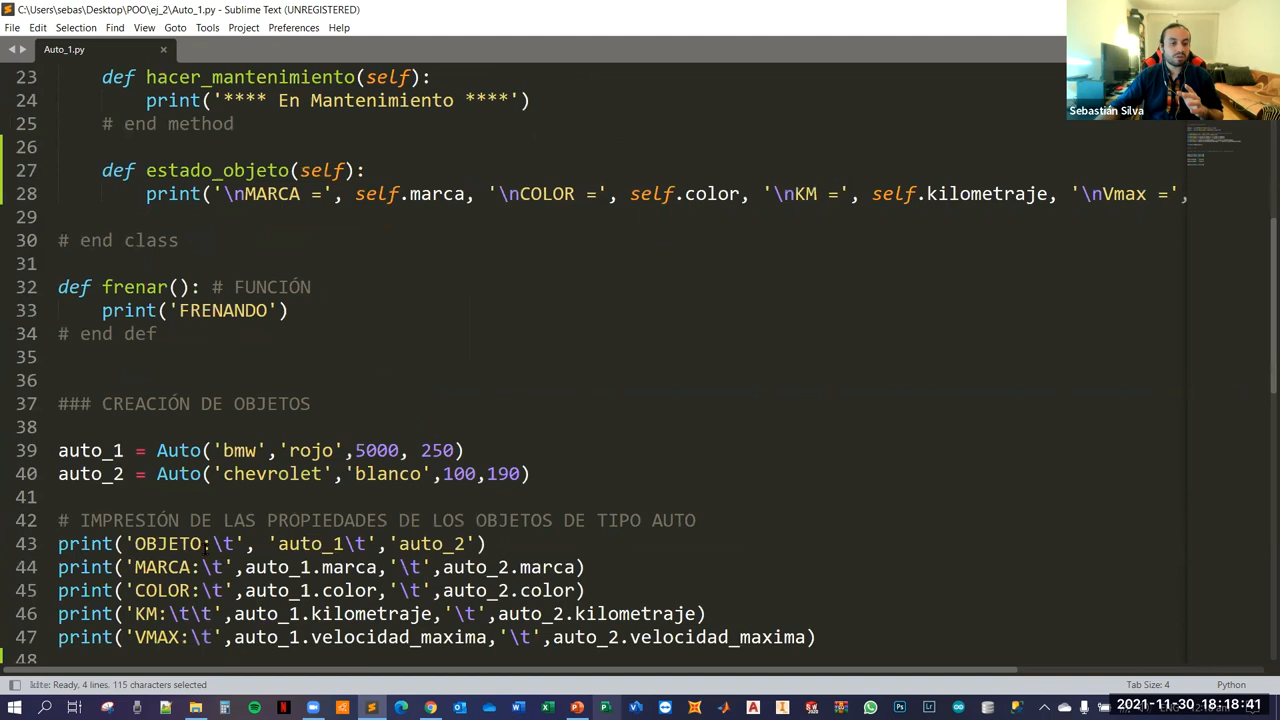 C:\Users\sebas\Desktop\POO\ej_2\Auto_1.py - Sublime Text (UNREGISTERED)
File Edit Selection Find View Goto Tools Project Preferences Help
Auto_1.py
Sebastián Silva
23 def hacer_mantenimiento(self):
24 print('**** En Mantenimiento ****')
25 # end method
26
27 def estado_objeto(self):
28 print('\nMARCA =', self.marca, '\nCOLOR =', self.color, '\nKM =', self.kilometraje, '\nVmax =',
29
30 # end class
31
32 def frenar(): # FUNCIÓN
33 print('FRENANDO')
34 # end def
35
36
37 ### CREACIÓN DE OBJETOS
38
39 auto_1 = Auto('bmw','rojo',5000, 250)
40 auto_2 = Auto('chevrolet','blanco',100,190)
41
42 # IMPRESIÓN DE LAS PROPIEDADES DE LOS OBJETOS DE TIPO AUTO
43 print('OBJETO:\t', 'auto_1\t','auto_2')
44 print('MARCA:\t',auto_1.marca,'\t',auto_2.marca)
45 print('COLOR:\t',auto_1.color,'\t',auto_2.color)
46 print('KM:\t\t',auto_1.kilometraje,'\t',auto_2.kilometraje)
47 print('VMAX:\t',auto_1.velocidad_maxima,'\t',auto_2.velocidad_maxima)
48
Ready, 4 lines, 115 characters selected
Tab Size: 4 Python
2021-11-30 18:18:41